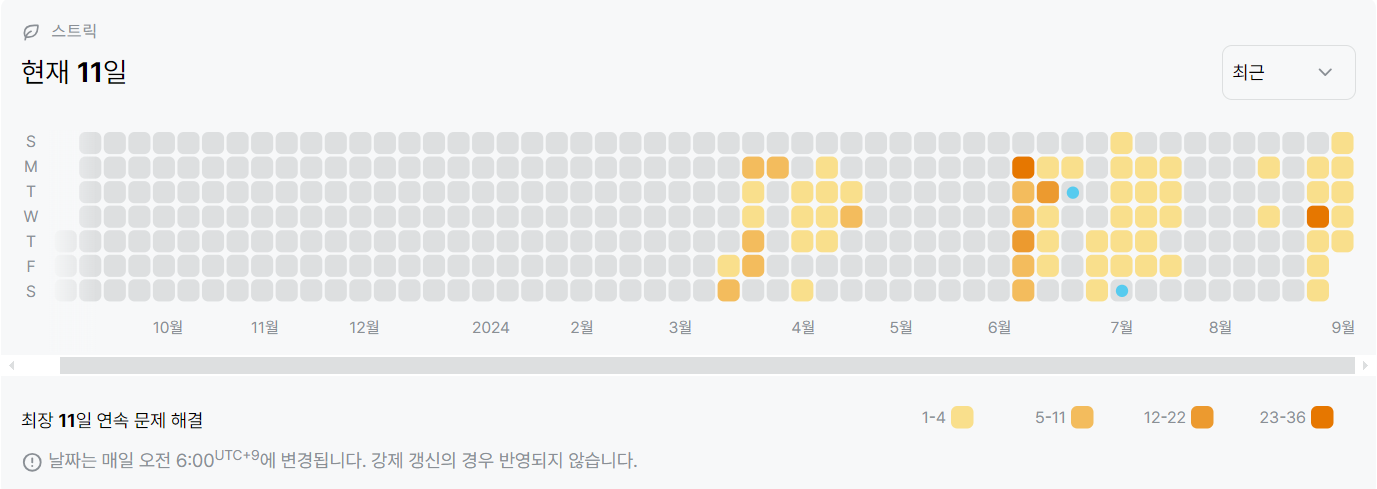 스트릭
현재 11일
최근
S
M
T
W
T
F
S
10월 11월 12월 2024 2월 3월 4월 5월 6월 7월 8월 9월
최장 11일 연속 문제 해결
1-4 5-11 12-22 23-36
날짜는 매일 오전 6:00UTC+9에 변경됩니다. 강제 갱신의 경우 반영되지 않습니다.